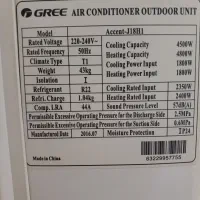 GREE AIR CONDITIONER OUTDOOR UNIT
Model Accent-J18H1
Rated Voltage 220-240V~ Cooling Capacity 4500W
Rated Frequency 50Hz Heating Capacity 4800W
Climate Type T1 Cooling Power Input 1800W
Weight 45kg Heating Power Input 1800W
Isolation I
Refrigerant R22 Cooling Rated Input 2350W
Refri. Charge 1.04kg Heating Rated Input 2400W
Comp. LRA 44A Sound Pressure Level 57dB(A)
Permissible Excessive Operating Pressure for the Discharge Side 2.5MPa
Permissible Excessive Operating Pressure for the Suction Side 0.6MPa
Manufactured Date 2016.07 Moisture Protection IP24
Made in China
63229957755